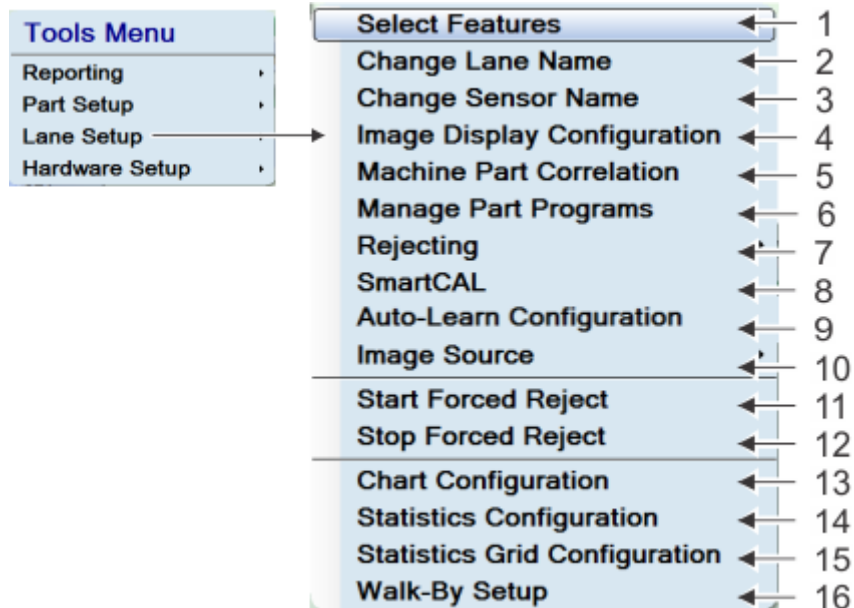 Tools Menu
Reporting
Part Setup
Lane Setup
Hardware Setup
Select Features 1
Change Lane Name 2
Change Sensor Name 3
Image Display Configuration 4
Machine Part Correlation 5
Manage Part Programs 6
Rejecting 7
SmartCAL 8
Auto-Learn Configuration 9
Image Source 10
Start Forced Reject 11
Stop Forced Reject 12
Chart Configuration 13
Statistics Configuration 14
Statistics Grid Configuration 15
Walk-By Setup 16